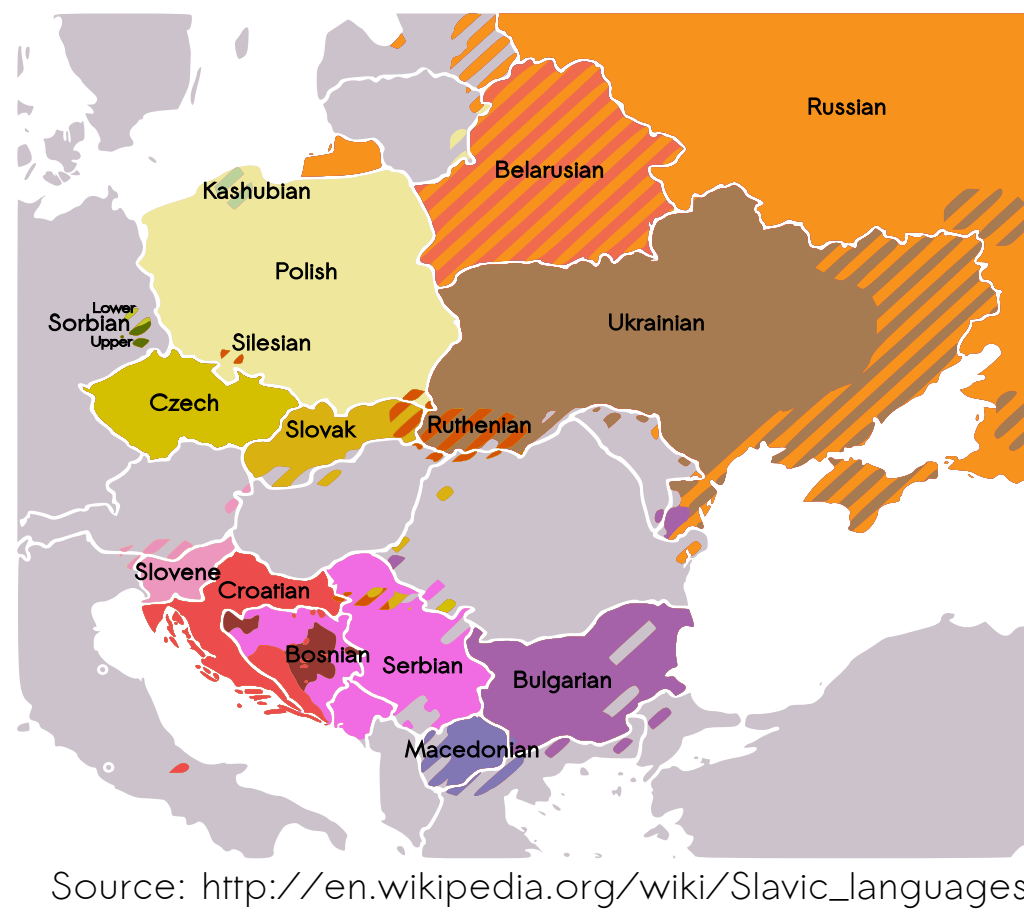 Russian
Belarusian
Kashubian
Polish
Lower
Sorbian
Upper
Ukrainian
Silesian
Czech
Slovak
Ruthenian
Slovene
Croatian
Bosnian
Serbian
Bulgarian
Macedonian
Source: http://en.wikipedia.org/wiki/Slavic_languages